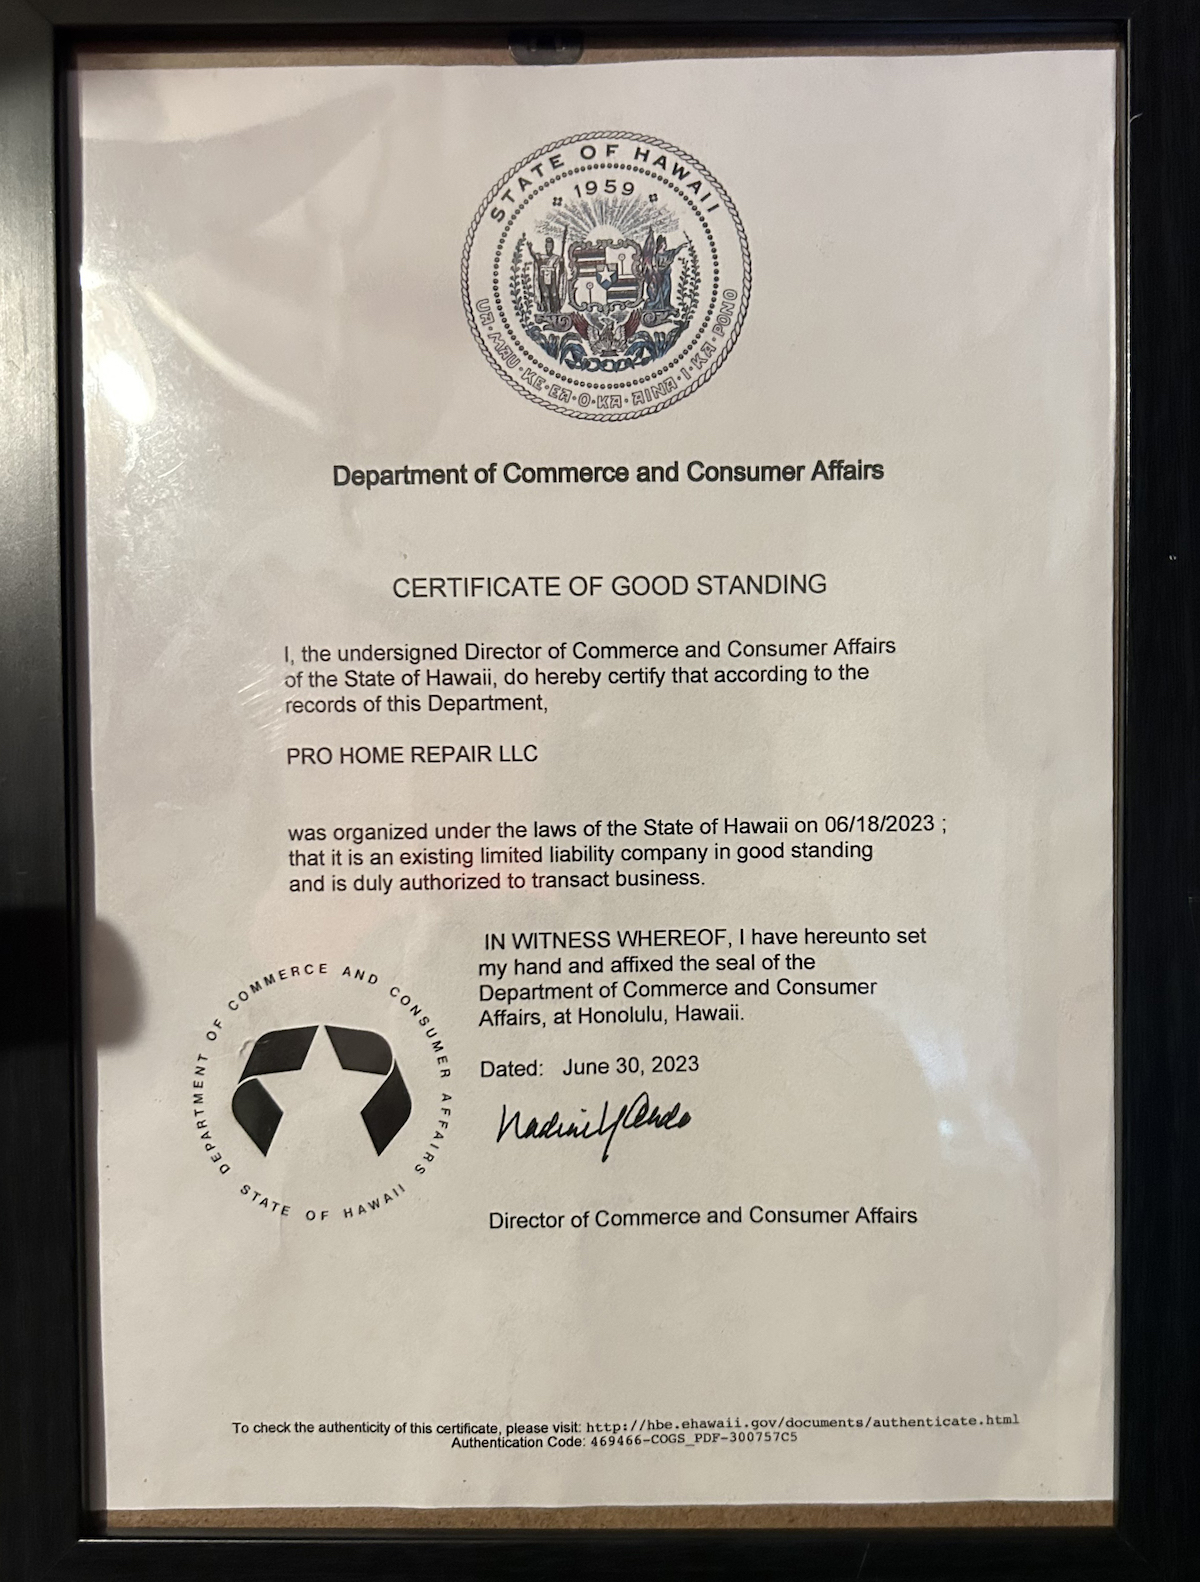 STATE OF HAWAII
1959
UA·MAU·KE·EA·O·KA·AINA·I·KA·PONO
Department of Commerce and Consumer Affairs
CERTIFICATE OF GOOD STANDING
I, the undersigned Director of Commerce and Consumer Affairs
of the State of Hawaii, do hereby certify that according to the
records of this Department,
PRO HOME REPAIR LLC
was organized under the laws of the State of Hawaii on 06/18/2023 ;
that it is an existing limited liability company in good standing
and is duly authorized to transact business.
IN WITNESS WHEREOF, I have hereunto set
my hand and affixed the seal of the
Department of Commerce and Consumer
Affairs, at Honolulu, Hawaii.
DEPARTMENT OF COMMERCE AND CONSUMER AFFAIRS
STATE OF HAWAII
Dated: June 30, 2023
Nadine Y Ando
Director of Commerce and Consumer Affairs
To check the authenticity of this certificate, please visit: http://hbe.ehawaii.gov/documents/authenticate.html
Authentication Code: 469466-COGS_PDF-300757C5